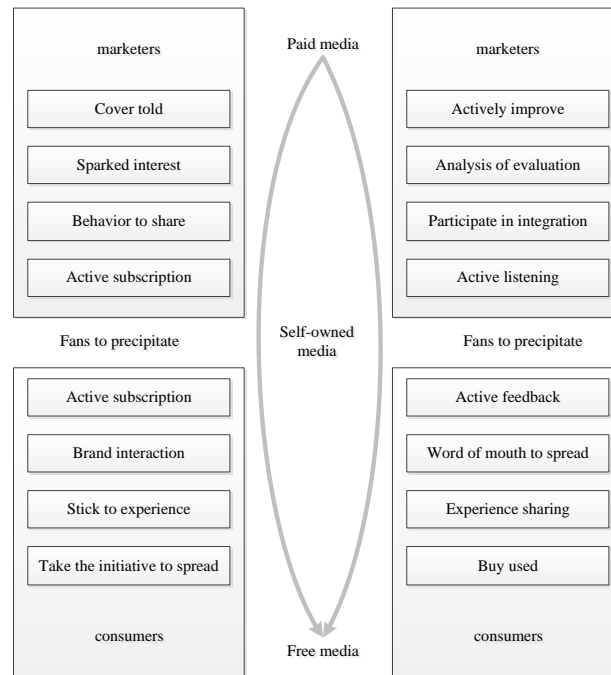 marketers
Cover told
Sparked interest
Behavior to share
Active subscription
Fans to precipitate
Active subscription
Brand interaction
Stick to experience
Take the initiative to spread
consumers
Paid media
Self-owned
media
Free media
marketers
Actively improve
Analysis of evaluation
Participate in integration
Active listening
Fans to precipitate
Active feedback
Word of mouth to spread
Experience sharing
Buy used
consumers